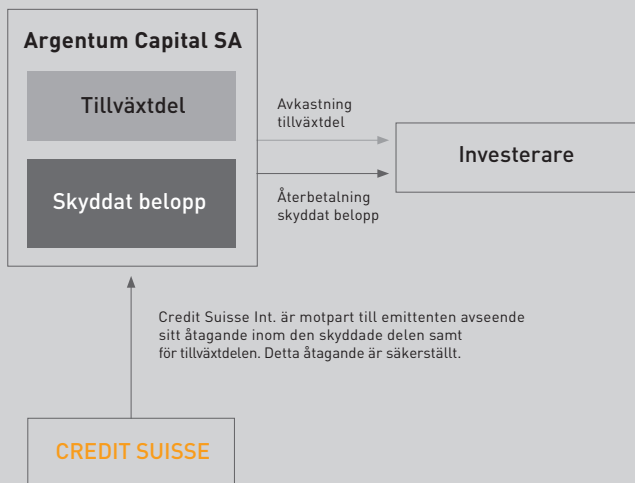 Argentum Capital SA
Tillväxtdel
Skyddat belopp
Avkastning
tillväxtdel
Återbetalning
skyddat belopp
Investerare
Credit Suisse Int. är motpart till emittenten avseende
sitt åtagande inom den skyddade delen samt
för tillväxtdelen. Detta åtagande är säkerställt.
CREDIT SUISSE